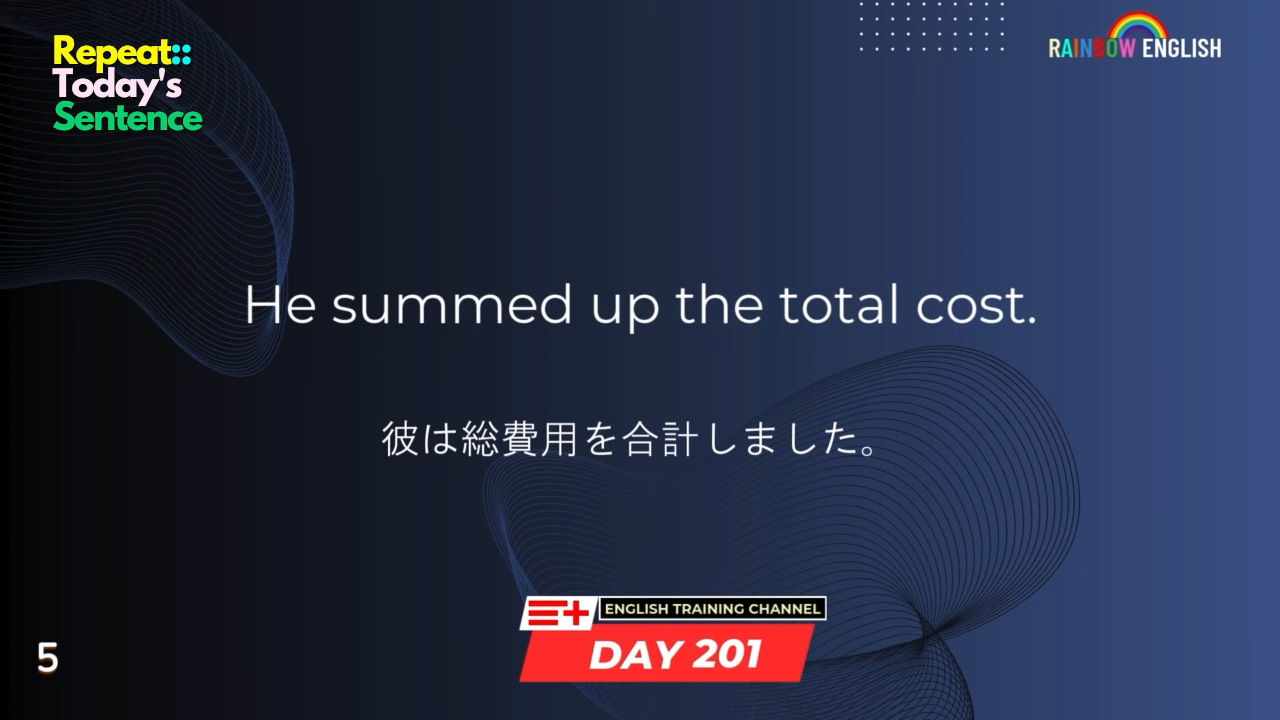 Repeat::
Today's
Sentence
RAINBOW ENGLISH
He summed up the total cost.
彼は総費用を合計しました。
E+ ENGLISH TRAINING CHANNEL
DAY 201
5